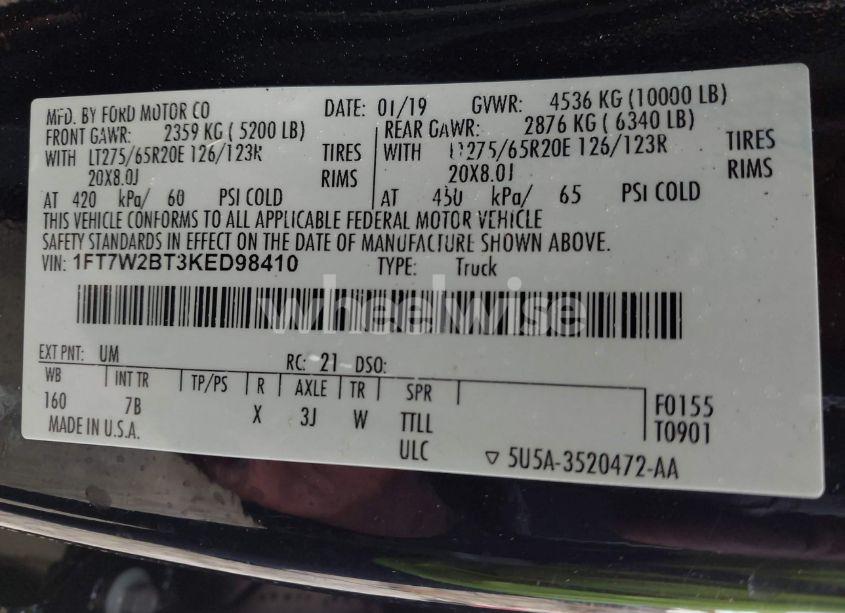 MFD. BY FORD MOTOR CO DATE: 01/19 GVWR: 4536 KG (10000 LB)
FRONT GAWR: 2359 KG ( 5200 LB) REAR GAWR: 2876 KG ( 6340 LB)
WITH LT275/65R20E 126/123R TIRES WITH LT275/65R20E 126/123R TIRES
20X8.0J RIMS 20X8.0J RIMS
AT 420 kPa/ 60 PSI COLD AT 450 kPa/ 65 PSI COLD
THIS VEHICLE CONFORMS TO ALL APPLICABLE FEDERAL MOTOR VEHICLE
SAFETY STANDARDS IN EFFECT ON THE DATE OF MANUFACTURE SHOWN ABOVE.
VIN: 1FT7W2BT3KED98410 TYPE: Truck
wheelwise
EXT PNT: UM RC: 21 DSO:
WB INT TR TP/PS R AXLE TR SPR
160 7B X 3J W TTLL F0155
MADE IN U.S.A. ULC T0901
▽ 5U5A-3520472-AA